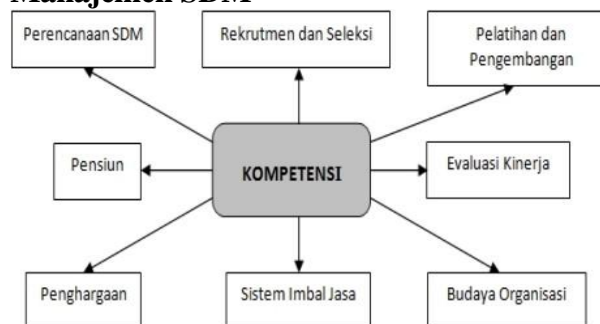 Manajemen SDM
Perencanaan SDM
Rekrutmen dan Seleksi
Pelatihan dan
Pengembangan
Pensiun
KOMPETENSI
Evaluasi Kinerja
Penghargaan
Sistem Imbal Jasa
Budaya Organisasi